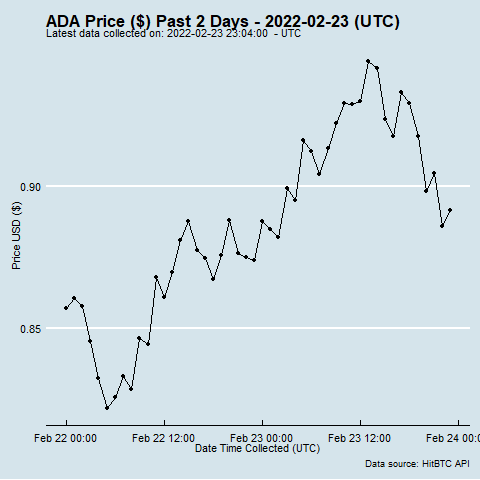 ADA Price ($) Past 2 Days - 2022-02-23 (UTC)
Latest data collected on: 2022-02-23 23:04:00 - UTC
0.90
Price USD ($)
0.85
Feb 22 00:00 Feb 22 12:00 Feb 23 00:00 Feb 23 12:00 Feb 24 00
Date Time Collected (UTC)
Data source: HitBTC API